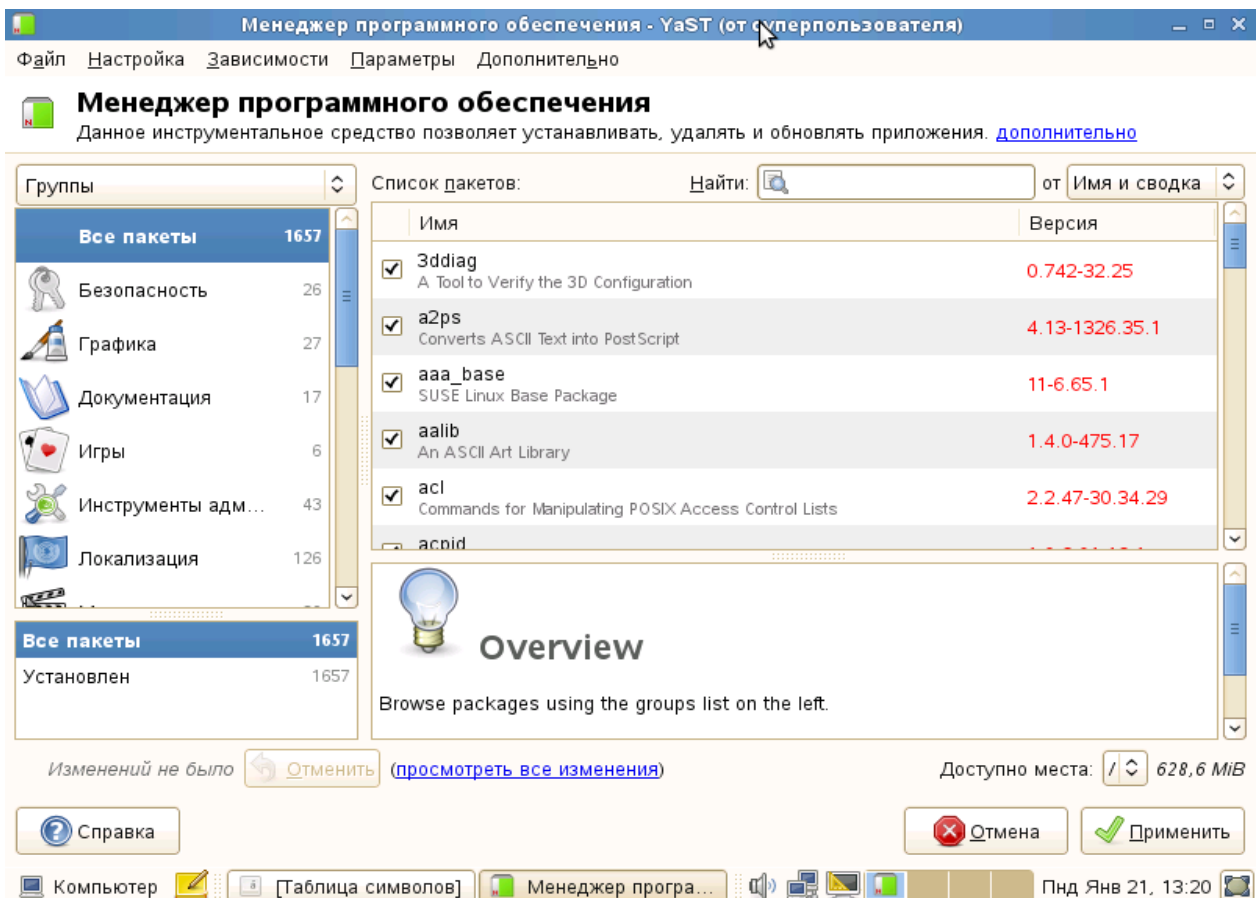 Менеджер программного обеспечения - YaST (от суперпользователя)
Файл Настройка Зависимости Параметры Дополнительно
Менеджер программного обеспечения
Данное инструментальное средство позволяет устанавливать, удалять и обновлять приложения. дополнительно
Группы
Список пакетов: Найти: от Имя и сводка
Все пакеты 1657
Безопасность 26
Графика 27
Документация 17
Игры 6
Инструменты адм... 43
Локализация 126
Имя Версия
3ddiag 0.742-32.25
A Tool to Verify the 3D Configuration
a2ps 4.13-1326.35.1
Converts ASCII Text into PostScript
aaa_base 11-6.65.1
SUSE Linux Base Package
aalib 1.4.0-475.17
An ASCII Art Library
acl 2.2.47-30.34.29
Commands for Manipulating POSIX Access Control Lists
acpid
Все пакеты 1657
Установлен 1657
Overview
Browse packages using the groups list on the left.
Изменений не было Отменить (просмотреть все изменения) Доступно места: / 628,6 MiB
Справка Отмена Применить
Компьютер [Таблица символов] Менеджер програ... Пнд Янв 21, 13:20